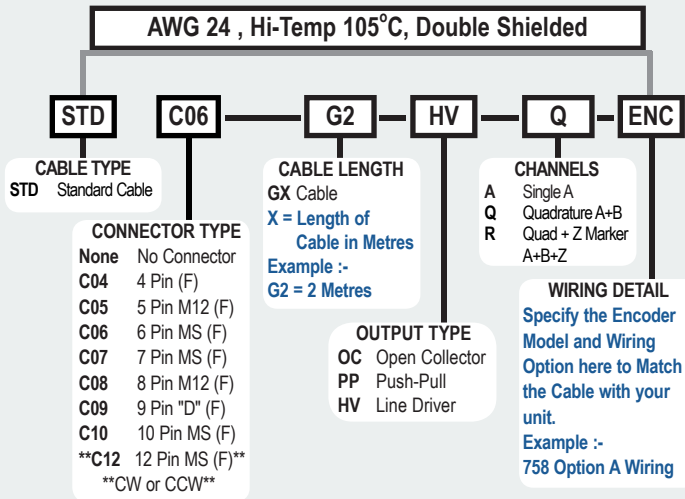 AWG 24 , Hi-Temp 105°C, Double Shielded
STD C06 G2 HV Q ENC
CABLE TYPE
STD Standard Cable
CONNECTOR TYPE
None No Connector
C04 4 Pin (F)
C05 5 Pin M12 (F)
C06 6 Pin MS (F)
C07 7 Pin MS (F)
C08 8 Pin M12 (F)
C09 9 Pin "D" (F)
C10 10 Pin MS (F)
**C12 12 Pin MS (F)**
**CW or CCW**
CABLE LENGTH
GX Cable
X = Length of
Cable in Metres
Example :-
G2 = 2 Metres
OUTPUT TYPE
OC Open Collector
PP Push-Pull
HV Line Driver
CHANNELS
A Single A
Q Quadrature A+B
R Quad + Z Marker
A+B+Z
WIRING DETAIL
Specify the Encoder
Model and Wiring
Option here to Match
the Cable with your
unit.
Example :-
758 Option A Wiring